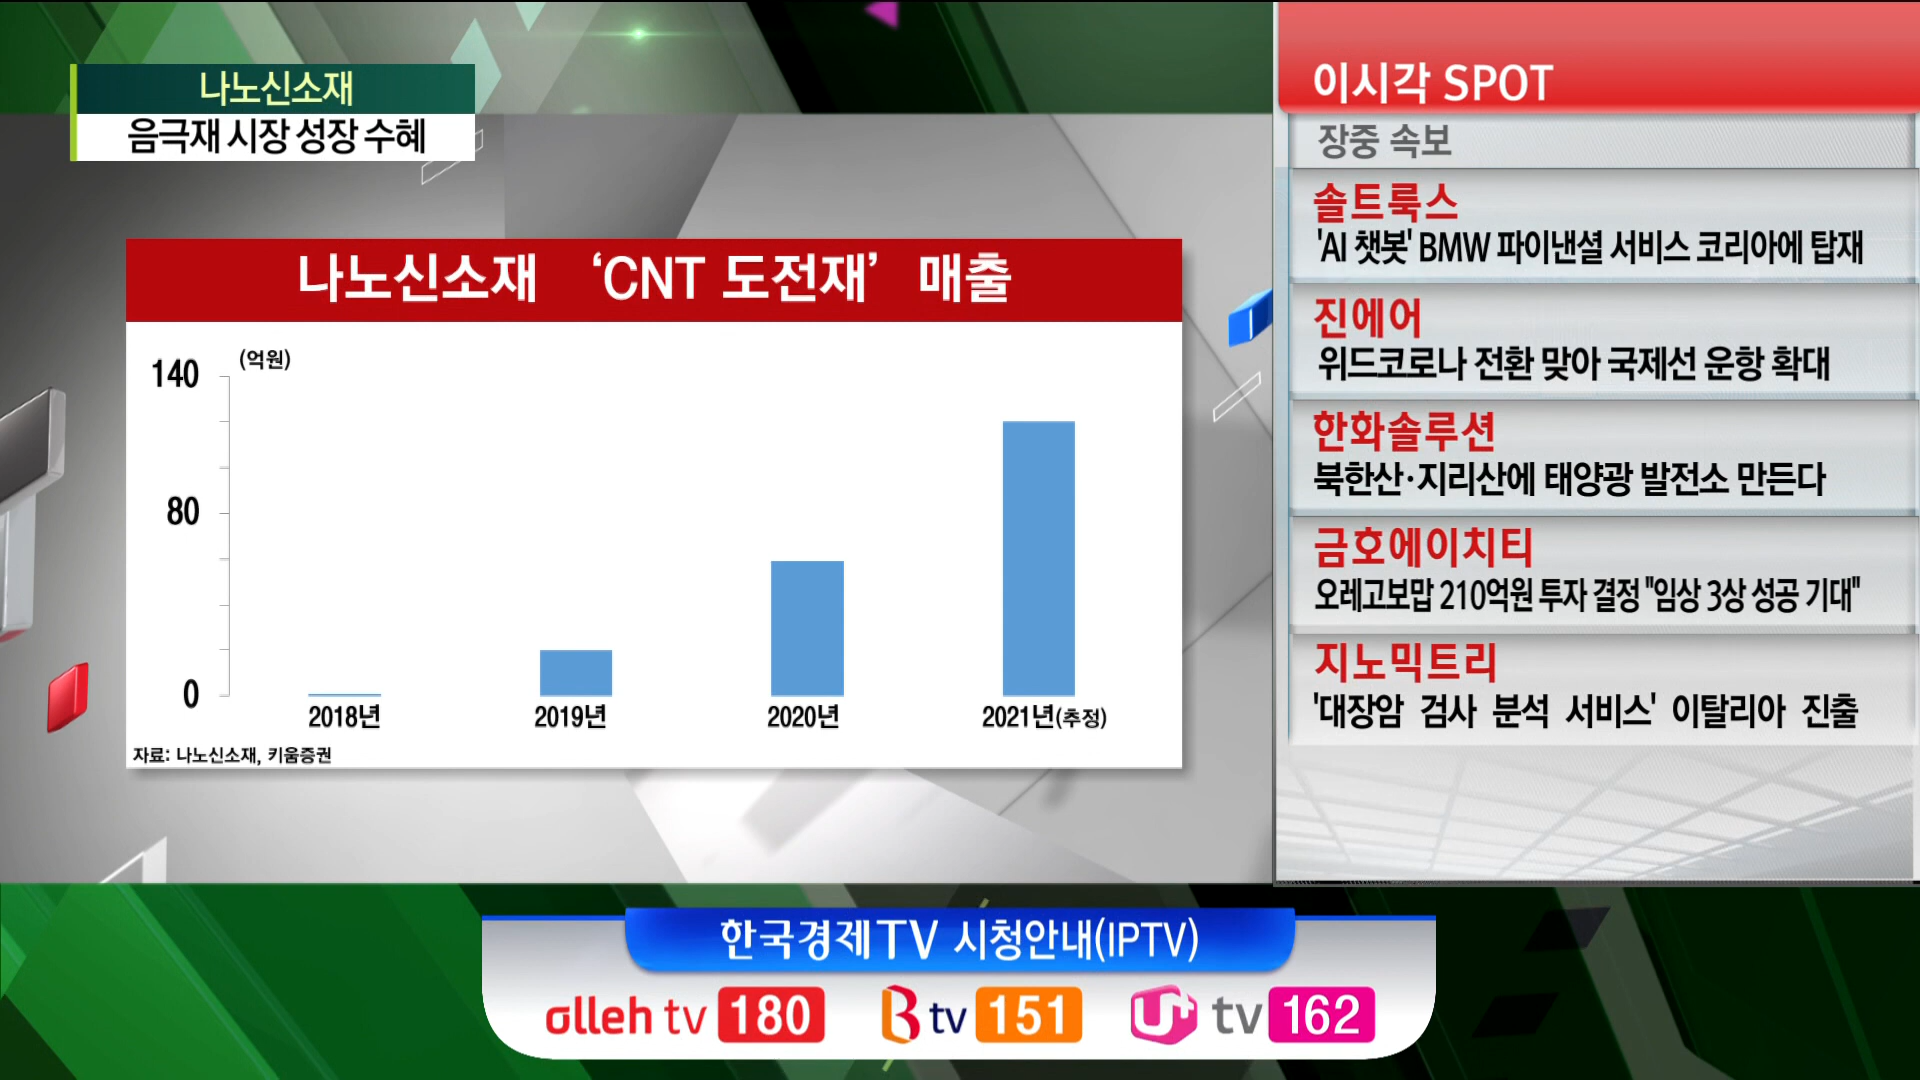 나노신소재
음극재 시장 성장 수혜
나노신소재 ‘CNT 도전재’ 매출
(억원)
140
80
0
2018년
2019년
2020년
2021년(추정)
자료: 나노신소재, 키움증권
이시각 SPOT
장중 속보
솔트룩스
'AI 챗봇' BMW 파이낸셜 서비스 코리아에 탑재
진에어
위드코로나 전환 맞아 국제선 운항 확대
한화솔루션
북한산·지리산에 태양광 발전소 만든다
금호에이치티
오레고보맙 210억원 투자 결정 "임상 3상 성공 기대"
지노믹트리
'대장암 검사 분석 서비스' 이탈리아 진출
한국경제TV 시청안내(IPTV)
olleh tv 180
B tv 151
U+ tv 162